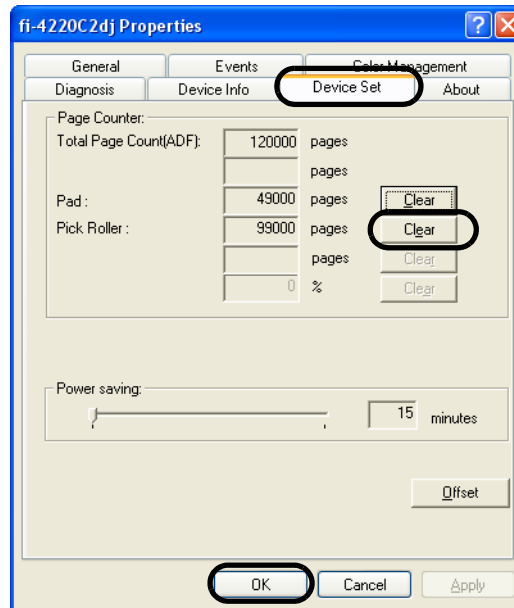 fi-4220C2dj Properties
General Events Color Management
Diagnosis Device Info Device Set About
Page Counter:
Total Page Count(ADF): 120000 pages
pages
Pad : 49000 pages Clear
Pick Roller : 99000 pages Clear
pages Clear
0 % Clear
Power saving:
15 minutes
Offset
OK Cancel Apply